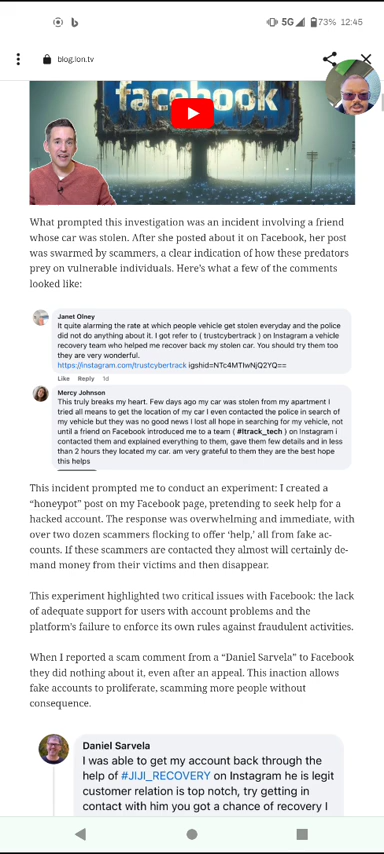 5G 73% 12:45
blog.lon.tv
facebook
What prompted this investigation was an incident involving a friend
whose car was stolen. After she posted about it on Facebook, her post
was swarmed by scammers, a clear indication of how these predators
prey on vulnerable individuals. Here's what a few of the comments
looked like:
Janet Olney
It quite alarming the rate at which people vehicle get stolen everyday and the police
did not do anything about it. I got refer to ( trustcybertrack ) on Instagram a vehicle
recovery team who helped me recover back my stolen car. You should try them too
they are very wonderful.
https://instagram.com/trustcybertrack igshid=NTc4MTIwNjQ2YQ==
Like Reply 1d
Mercy Johnson
This truly breaks my heart. Few days ago my car was stolen from my apartment I
tried all means to get the location of my car I even contacted the police in search of
my vehicle but they was no good news I lost all hope in searching for my vehicle, not
until a friend on Facebook introduced me to a team ( #ltrack_tech ) on Instagram i
contacted them and explained everything to them, gave them few details and in less
than 2 hours they located my car. am very grateful to them they are the best hope
this helps
This incident prompted me to conduct an experiment: I created a
“honeypot” post on my Facebook page, pretending to seek help for a
hacked account. The response was overwhelming and immediate, with
over two dozen scammers flocking to offer ‘help,’ all from fake ac-
counts. If these scammers are contacted they almost will certainly de-
mand money from their victims and then disappear.
This experiment highlighted two critical issues with Facebook: the lack
of adequate support for users with account problems and the
platform's failure to enforce its own rules against fraudulent activities.
When I reported a scam comment from a “Daniel Sarvela” to Facebook
they did nothing about it, even after an appeal. This inaction allows
fake accounts to proliferate, scamming more people without
consequence.
Daniel Sarvela
I was able to get my account back through the
help of #JIJI_RECOVERY on Instagram he is legit
customer relation is top notch, try getting in
contact with him you got a chance of recovery I